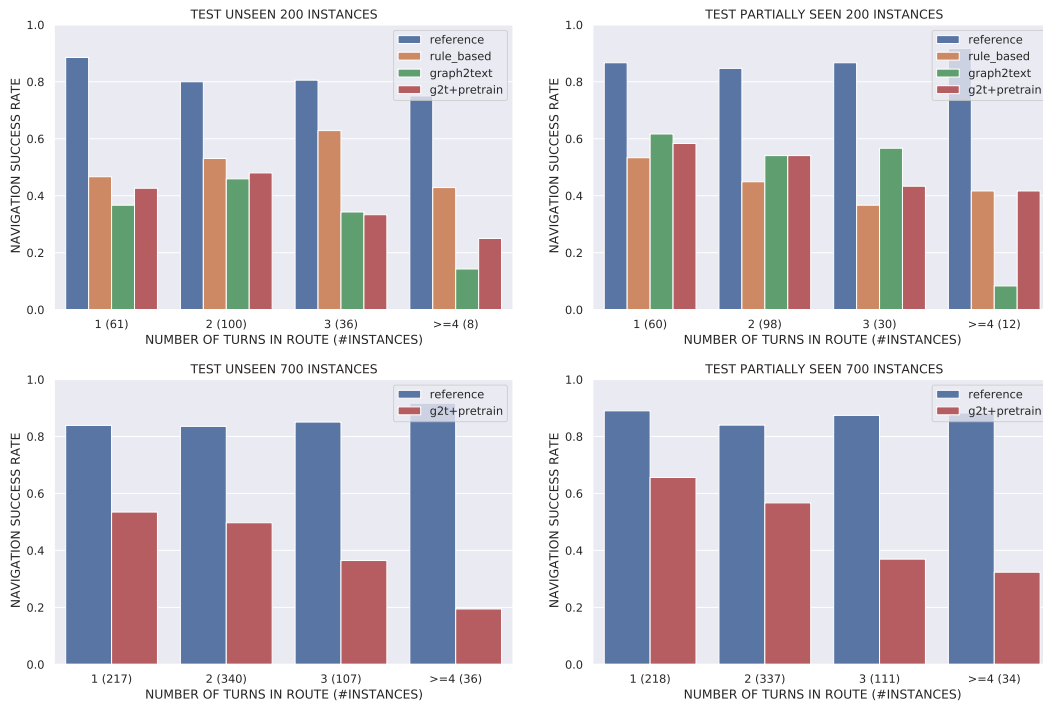 TEST UNSEEN 200 INSTANCES
1.0
0.8
0.6
0.4
0.2
0.0
NAVIGATION SUCCESS RATE
reference
rule_based
graph2text
g2t+pretrain
1 (61) 2 (100) 3 (36) >=4 (8)
NUMBER OF TURNS IN ROUTE (#INSTANCES)
TEST PARTIALLY SEEN 200 INSTANCES
1.0
0.8
0.6
0.4
0.2
0.0
NAVIGATION SUCCESS RATE
reference
rule_based
graph2text
g2t+pretrain
1 (60) 2 (98) 3 (30) >=4 (12)
NUMBER OF TURNS IN ROUTE (#INSTANCES)
TEST UNSEEN 700 INSTANCES
1.0
0.8
0.6
0.4
0.2
0.0
NAVIGATION SUCCESS RATE
reference
g2t+pretrain
1 (217) 2 (340) 3 (107) >=4 (36)
NUMBER OF TURNS IN ROUTE (#INSTANCES)
TEST PARTIALLY SEEN 700 INSTANCES
1.0
0.8
0.6
0.4
0.2
0.0
NAVIGATION SUCCESS RATE
reference
g2t+pretrain
1 (218) 2 (337) 3 (111) >=4 (34)
NUMBER OF TURNS IN ROUTE (#INSTANCES)